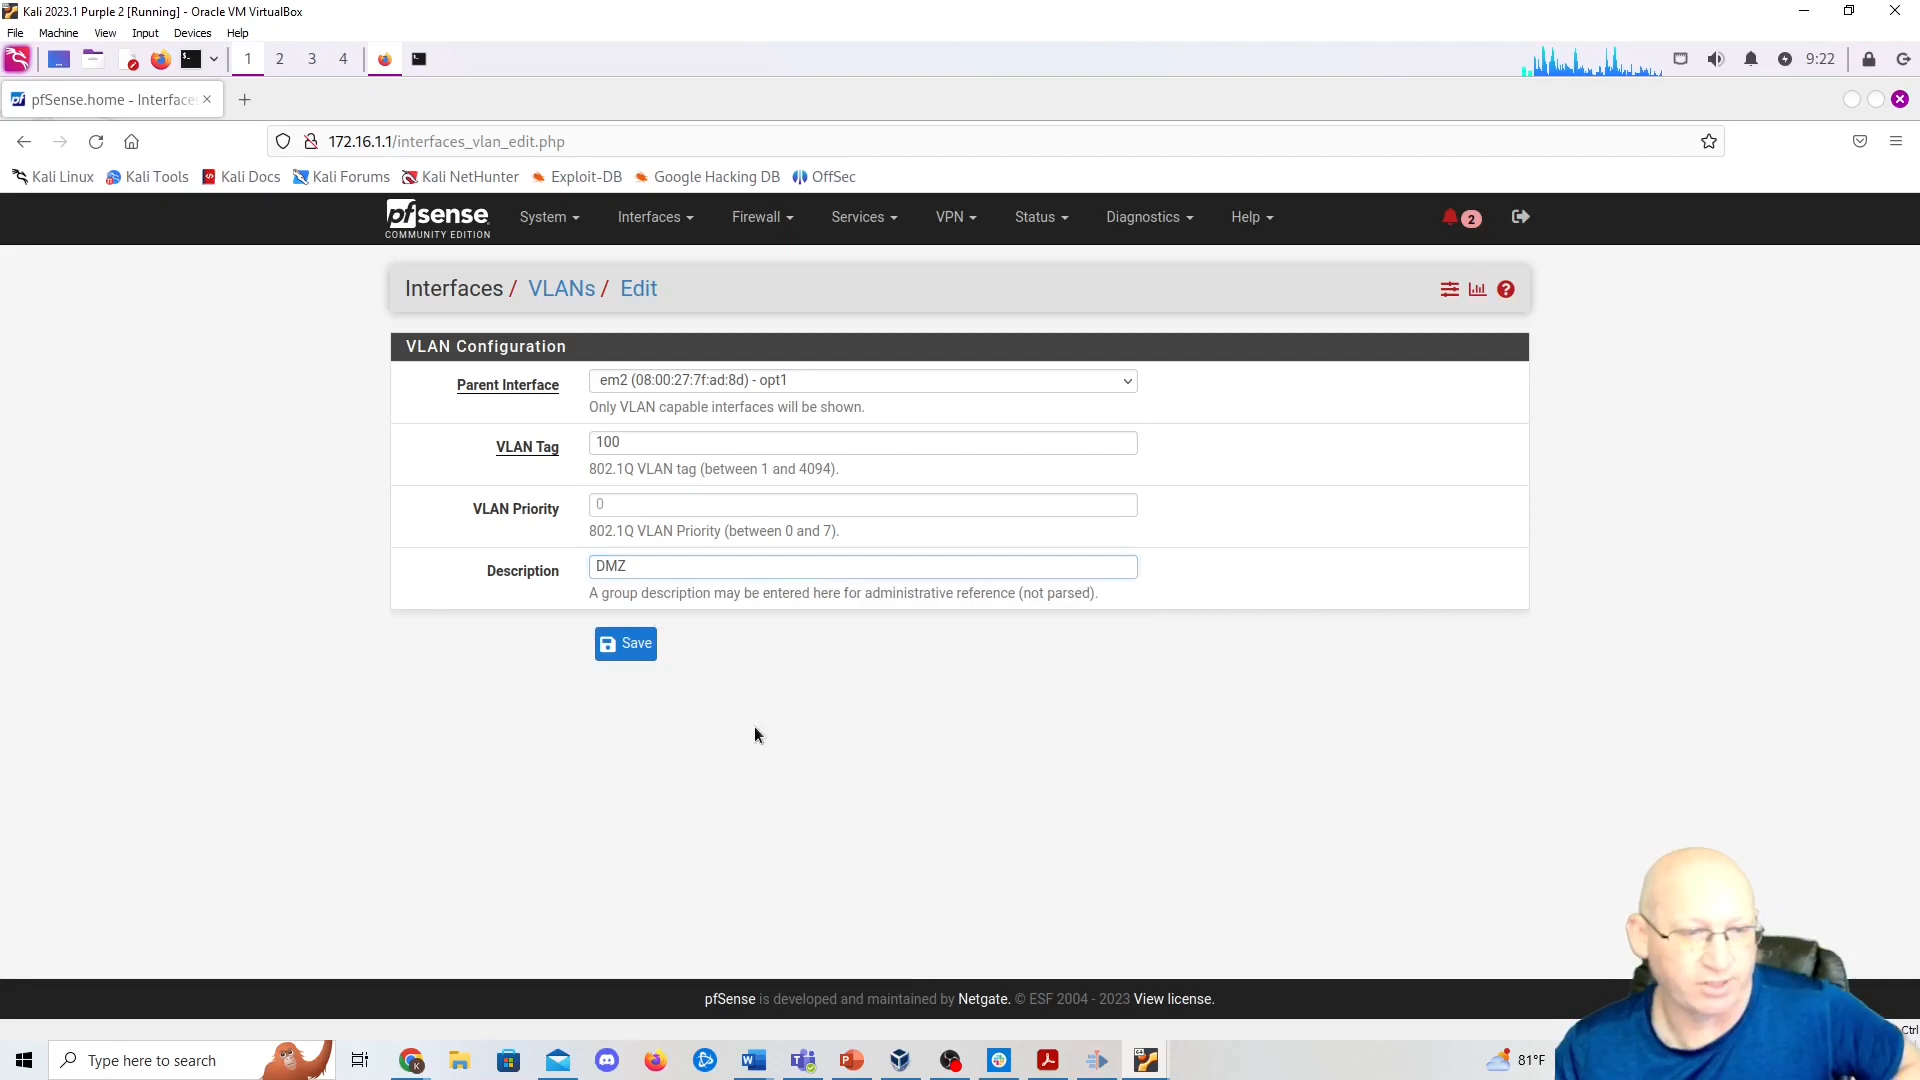 Kali 2023.1 Purple 2 [Running] - Oracle VM VirtualBox
File Machine View Input Devices Help
1 2 3 4 9:22
pfSense.home - Interface
172.16.1.1/interfaces_vlan_edit.php
Kali Linux Kali Tools Kali Docs Kali Forums Kali NetHunter Exploit-DB Google Hacking DB OffSec
pfsense System Interfaces Firewall Services VPN Status Diagnostics Help 2
COMMUNITY EDITION
Interfaces / VLANs / Edit
VLAN Configuration
Parent Interface em2 (08:00:27:7f:ad:8d) - opt1
Only VLAN capable interfaces will be shown.
VLAN Tag 100
802.1Q VLAN tag (between 1 and 4094).
VLAN Priority 0
802.1Q VLAN Priority (between 0 and 7).
Description DMZ
A group description may be entered here for administrative reference (not parsed).
Save
pfSense is developed and maintained by Netgate. © ESF 2004 - 2023 View license.
Ctrl
Type here to search 81°F